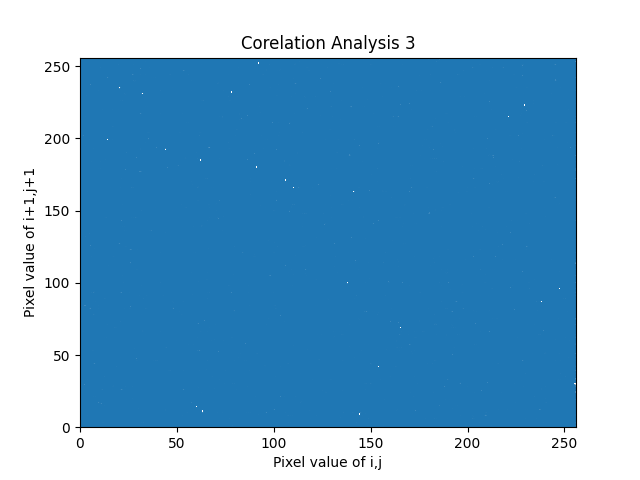 Corelation Analysis 3
250
200
150
100
50
0
Pixel value of i+1,j+1
0 50 100 150 200 250
Pixel value of i,j